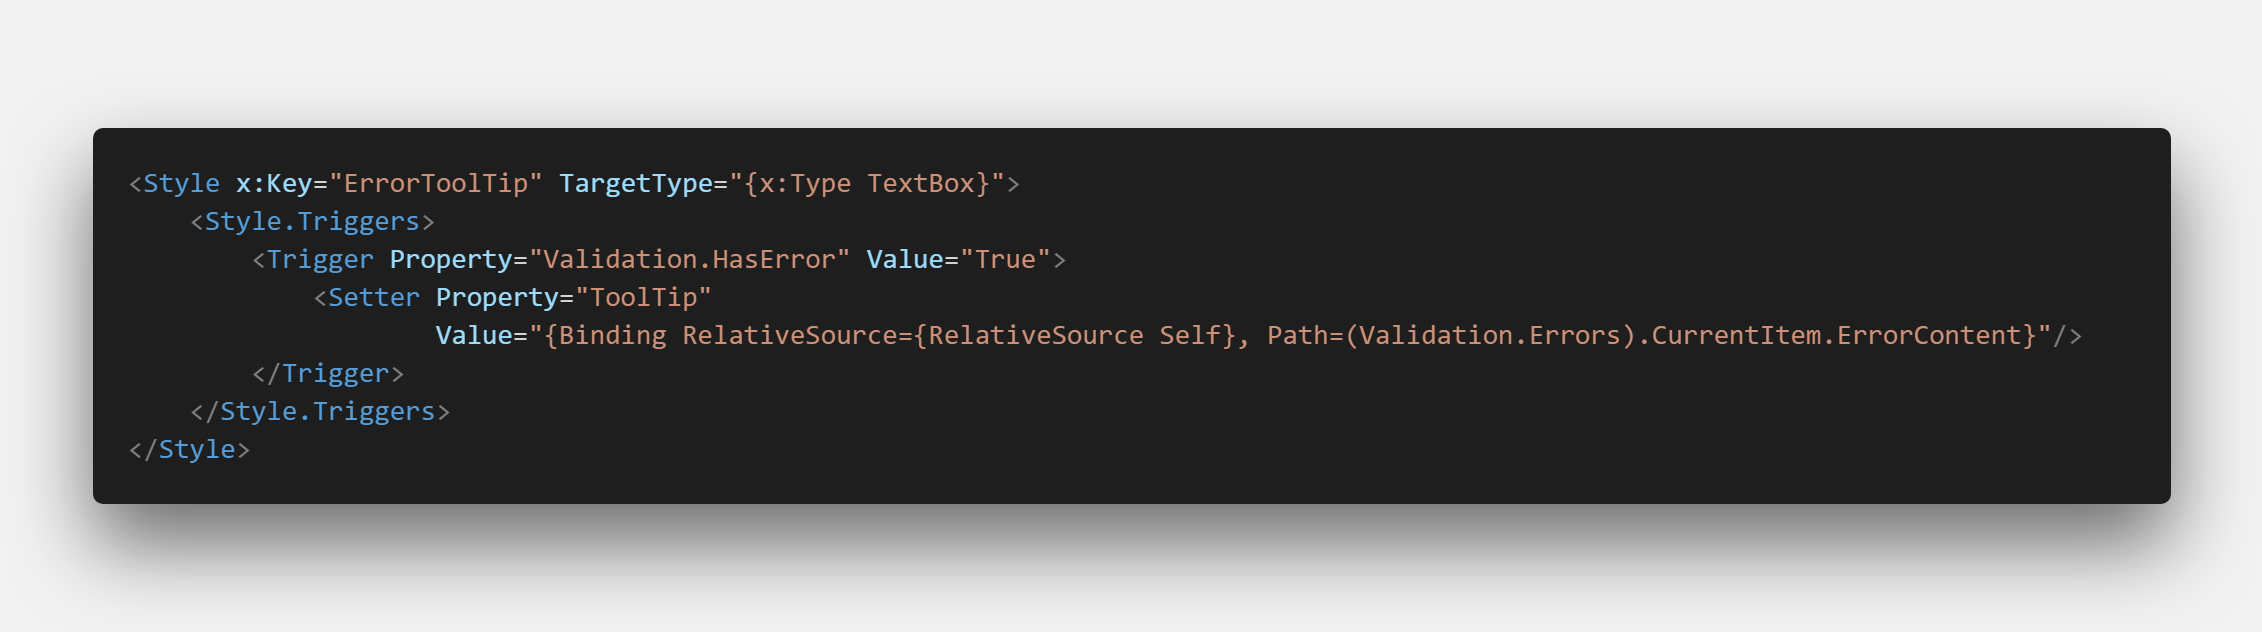 <Style x:Key="ErrorToolTip" TargetType="{x:Type TextBox}">
    <Style.Triggers>
        <Trigger Property="Validation.HasError" Value="True">
            <Setter Property="ToolTip"
                    Value="{Binding RelativeSource={RelativeSource Self}, Path=(Validation.Errors).CurrentItem.ErrorContent}"/>
        </Trigger>
    </Style.Triggers>
</Style>